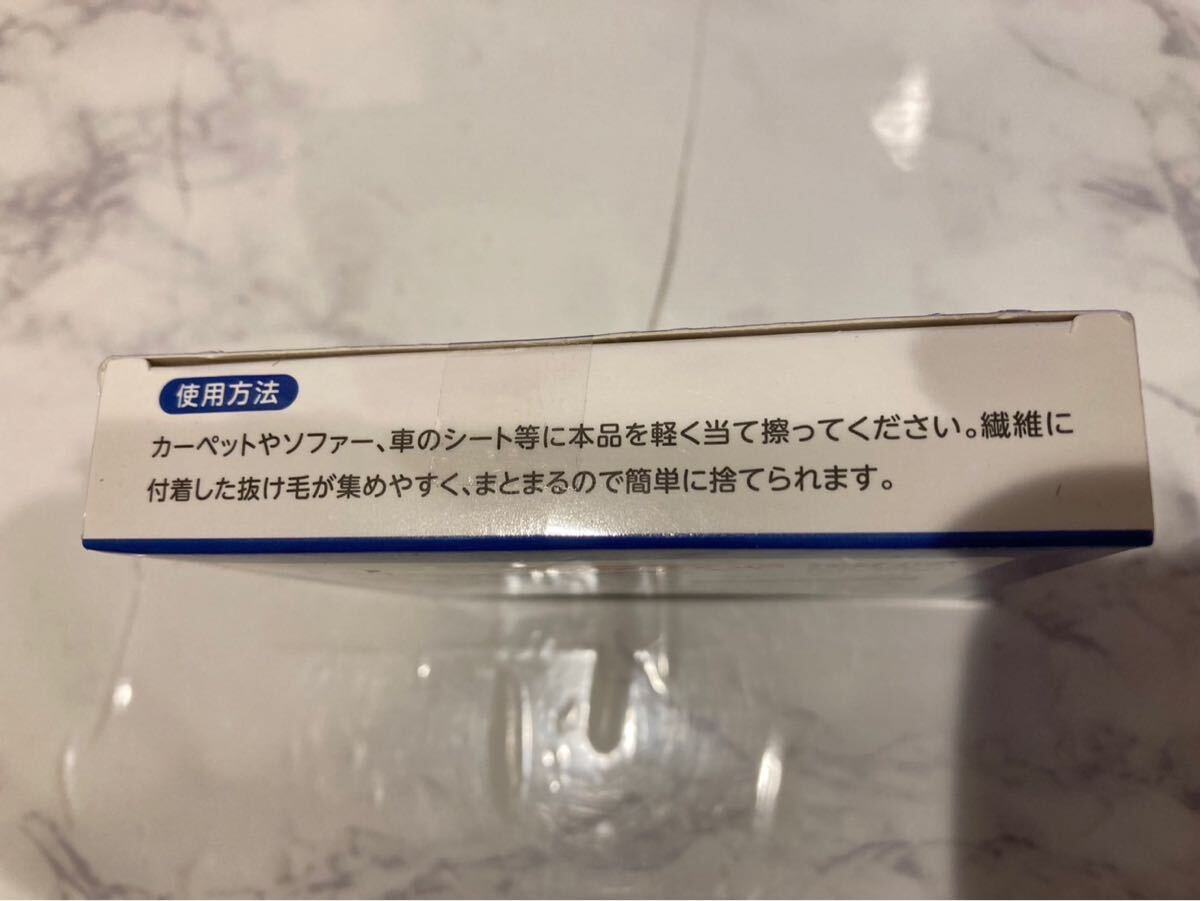 使用方法
カーペットやソファー、車のシート等に本品を軽く当て擦ってください。繊維に
付着した抜け毛が集めやすく、まとまるので簡単に捨てられます。